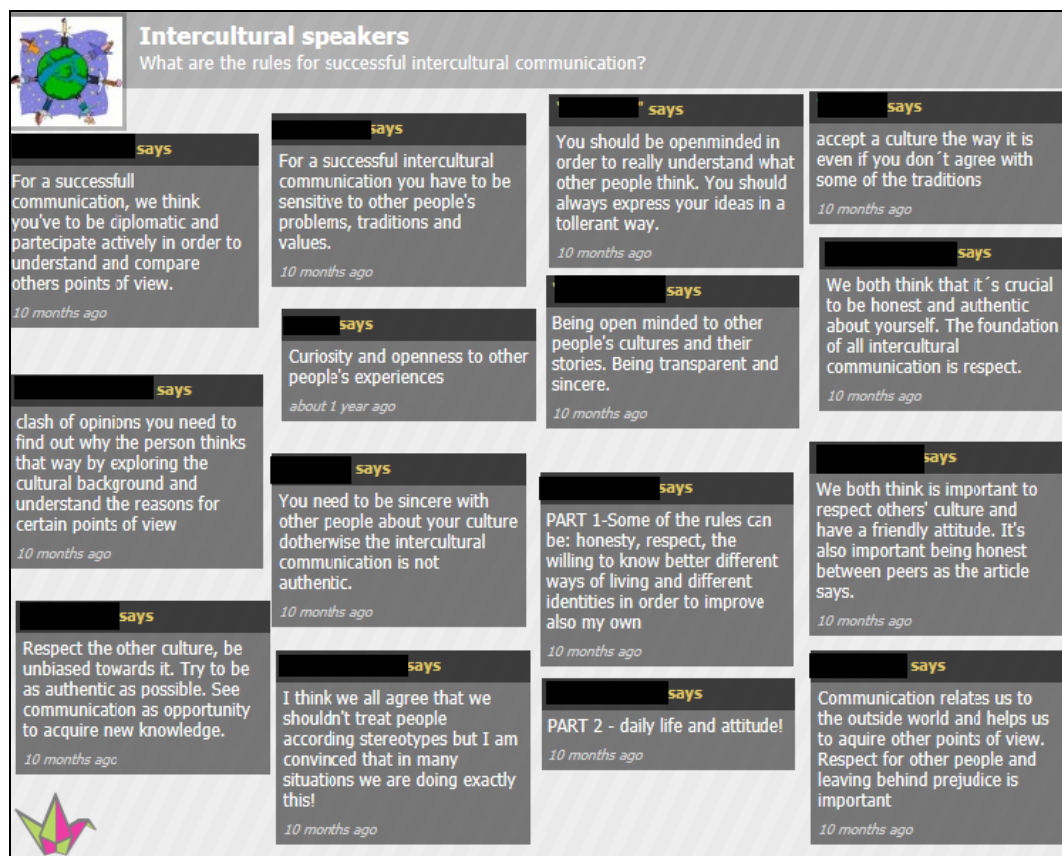 Intercultural speakers
What are the rules for successful intercultural communication?
says
For a successfull
communication, we think
you've to be diplomatic and
partecipate actively in order to
understand and compare
others points of view.
10 months ago
says
clash of opinions you need to
find out why the person thinks
that way by exploring the
cultural background and
understand the reasons for
certain points of view
10 months ago
says
Respect the other culture, be
unbiased towards it. Try to be
as authentic as possible. See
communication as opportunity
to acquire new knowledge.
10 months ago
says
For a successful intercultural
communication you have to be
sensitive to other people's
problems, traditions and
values.
10 months ago
says
Curiosity and openness to other
people's experiences
about 1 year ago
says
You need to be sincere with
other people about your culture
dotherwise the intercultural
communication is not
authentic.
10 months ago
says
I think we all agree that we
shouldn't treat people
according stereotypes but I am
convinced that in many
situations we are doing exactly
this!
10 months ago
" " says
You should be openminded in
order to really understand what
other people think. You should
always express your ideas in a
tollerant way.
10 months ago
says
Being open minded to other
people's cultures and their
stories. Being transparent and
sincere.
10 months ago
says
PART 1-Some of the rules can
be: honesty, respect, the
willing to know better different
ways of living and different
identities in order to improve
also my own
10 months ago
says
PART 2 - daily life and attitude!
10 months ago
says
accept a culture the way it is
even if you don´t agree with
some of the traditions
10 months ago
says
We both think that it´s crucial
to be honest and authentic
about yourself. The foundation
of all intercultural
communication is respect.
10 months ago
says
We both think is important to
respect others' culture and
have a friendly attitude. It's
also important being honest
between peers as the article
says.
10 months ago
says
Communication relates us to
the outside world and helps us
to aquire other points of view.
Respect for other people and
leaving behind prejudice is
important
10 months ago